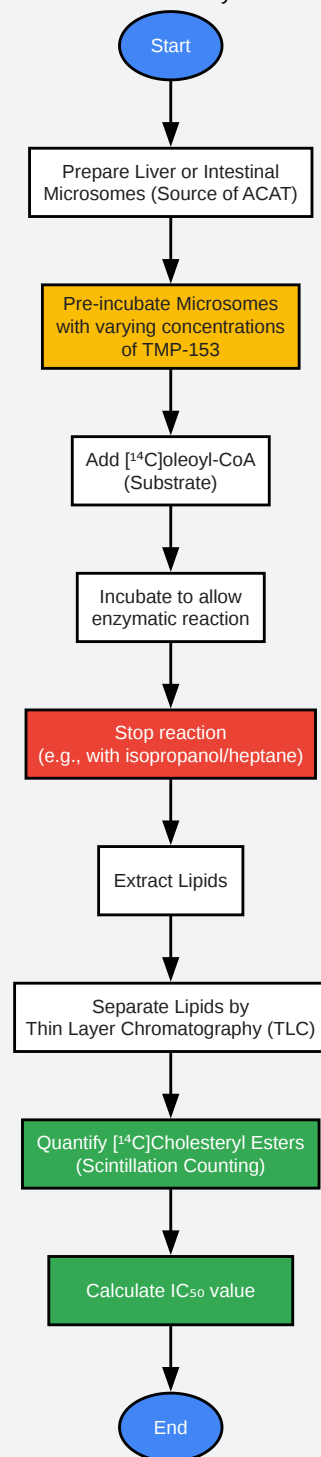 Start
Prepare Liver or Intestinal
Microsomes (Source of ACAT)
Pre-incubate Microsomes
with varying concentrations
of TMP-153
Add [¹⁴C]oleoyl-CoA
(Substrate)
Incubate to allow
enzymatic reaction
Stop reaction
(e.g., with isopropanol/heptane)
Extract Lipids
Separate Lipids by
Thin Layer Chromatography (TLC)
Quantify [¹⁴C]Cholesteryl Esters
(Scintillation Counting)
Calculate IC₅₀ value
End